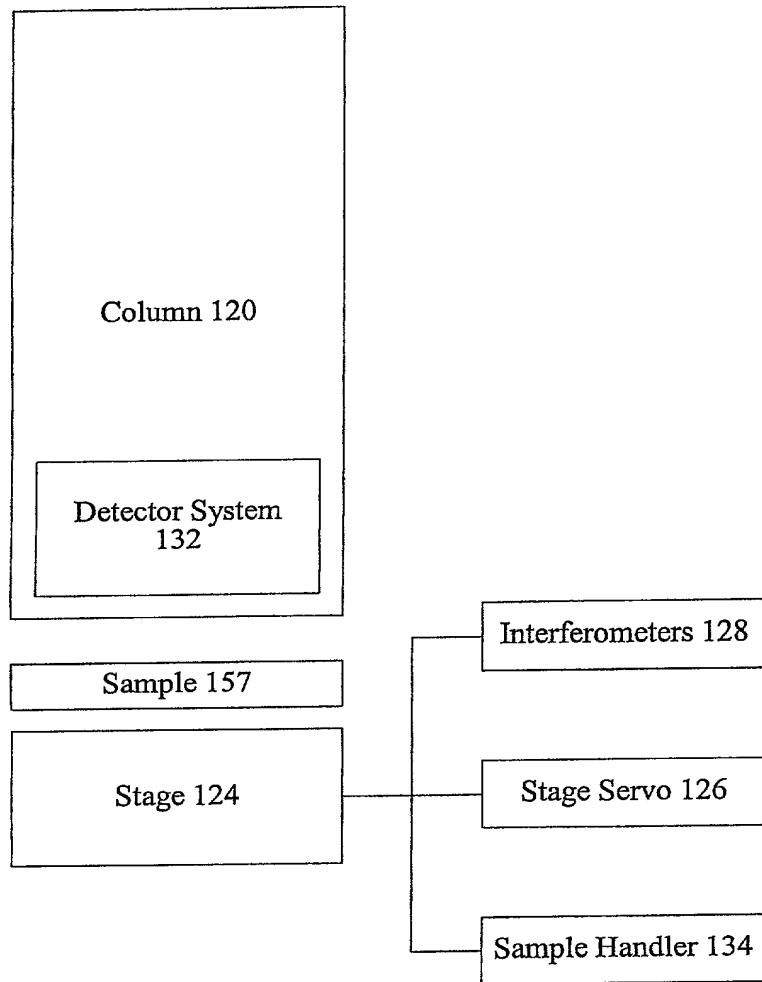 Column 120
Detector System
132
Sample 157
Stage 124
Interferometers 128
Stage Servo 126
Sample Handler 134